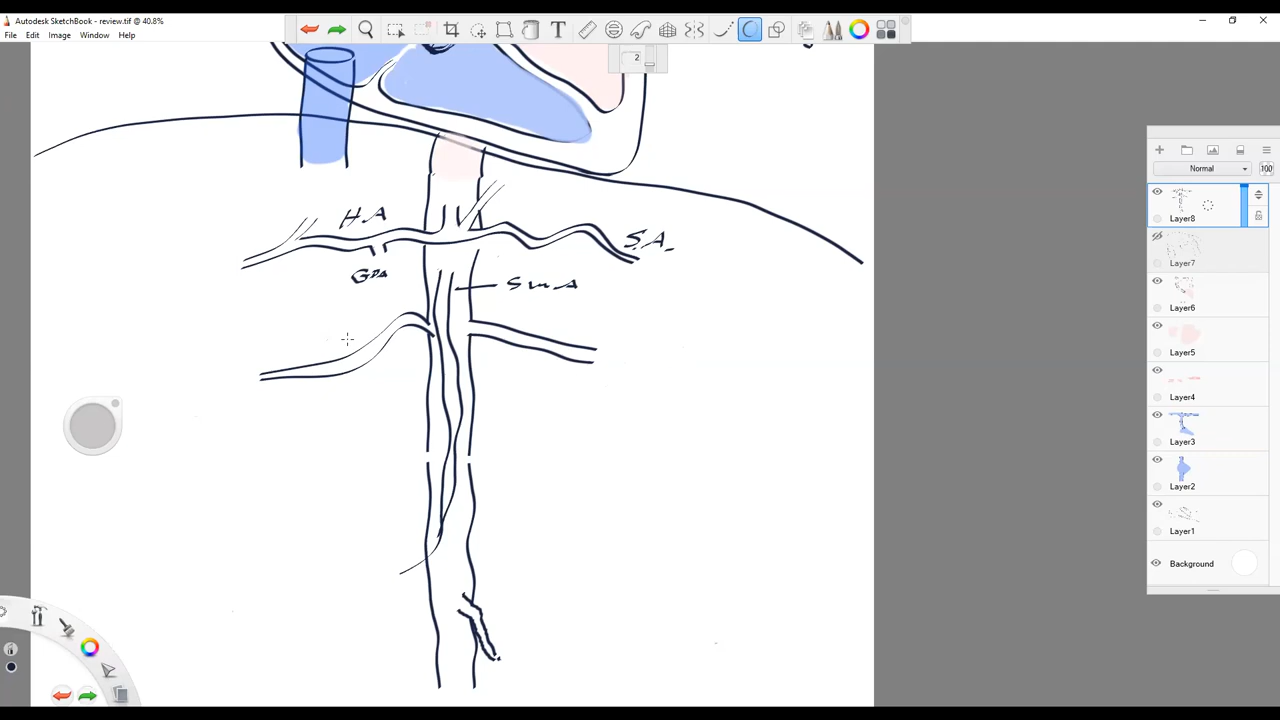 Autodesk SketchBook - review.tif @ 40.8%
File Edit Image Window Help
T
2
Normal 100
Layer8
Layer7
Layer6
Layer5
Layer4
Layer3
Layer2
Layer1
Background
H A
S.A.
GDA
S M A